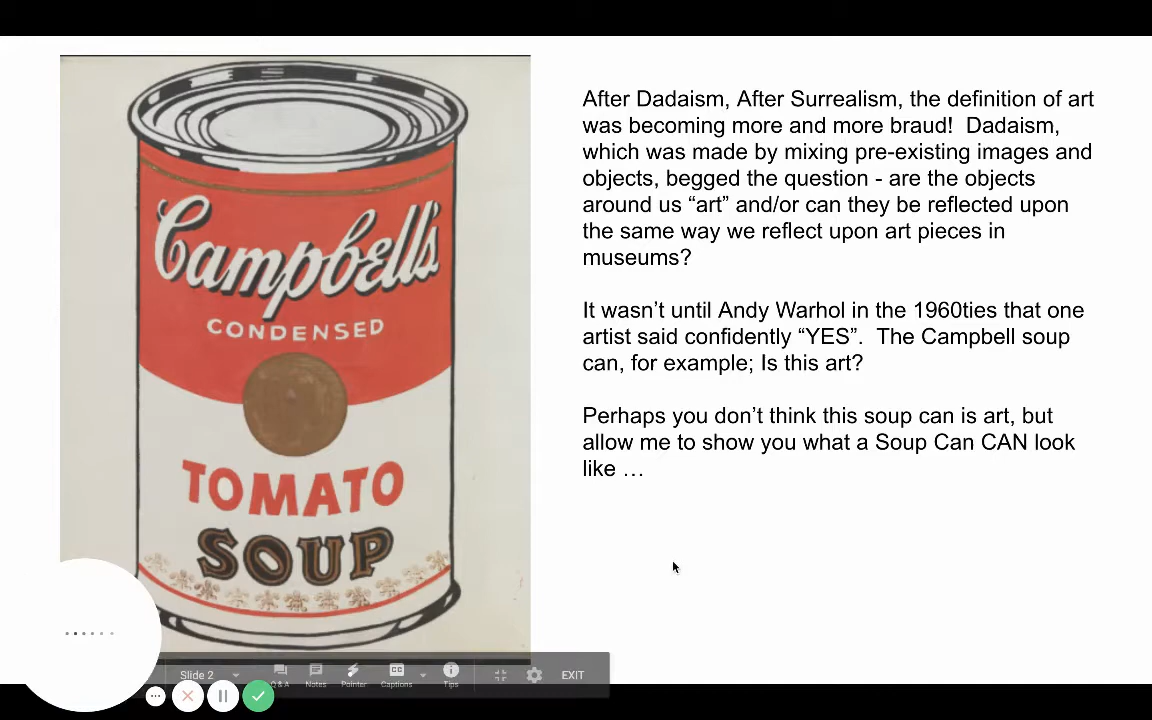 Campbell's
CONDENSED
TOMATO
SOUP
After Dadaism, After Surrealism, the definition of art
was becoming more and more braud!  Dadaism,
which was made by mixing pre-existing images and
objects, begged the question - are the objects
around us “art” and/or can they be reflected upon
the same way we reflect upon art pieces in
museums?
It wasn’t until Andy Warhol in the 1960ties that one
artist said confidently “YES”.  The Campbell soup
can, for example; Is this art?
Perhaps you don’t think this soup can is art, but
allow me to show you what a Soup Can CAN look
like …
Slide 2
Q&A
Notes
Pointer
CC
Captions
Tips
EXIT